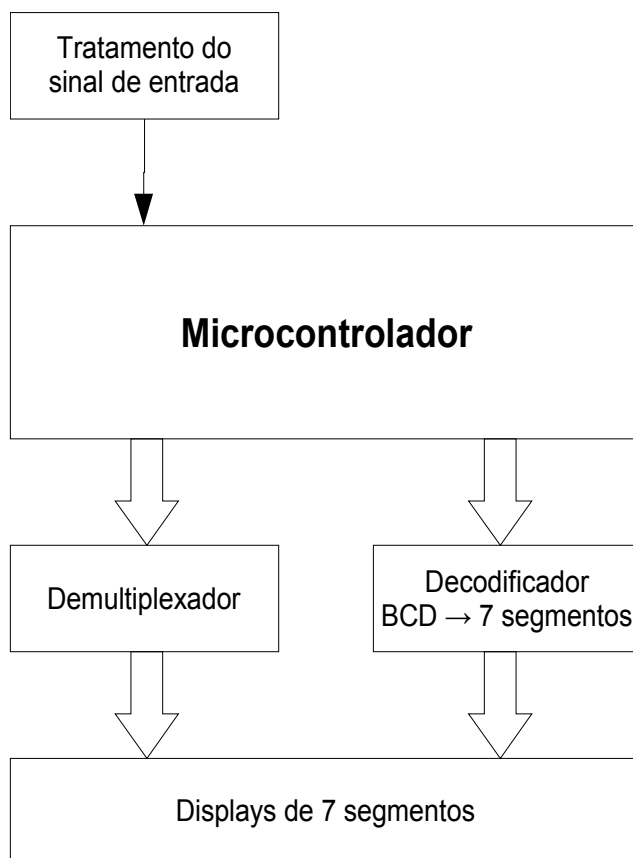 Tratamento do
sinal de entrada
Microcontrolador
Demultiplexador
Decodificador
BCD → 7 segmentos
Displays de 7 segmentos